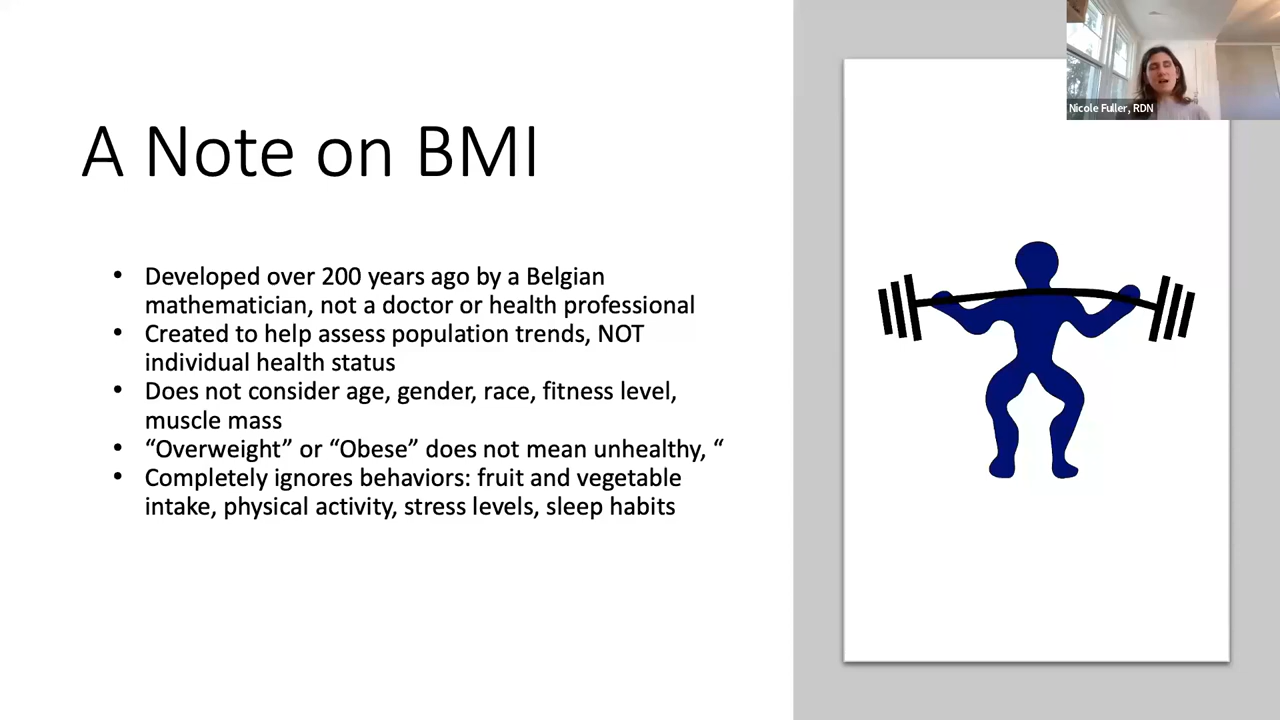 A Note on BMI
• Developed over 200 years ago by a Belgian
mathematician, not a doctor or health professional
• Created to help assess population trends, NOT
individual health status
• Does not consider age, gender, race, fitness level,
muscle mass
• “Overweight” or “Obese” does not mean unhealthy, “
• Completely ignores behaviors: fruit and vegetable
intake, physical activity, stress levels, sleep habits
Nicole Fuller, RDN